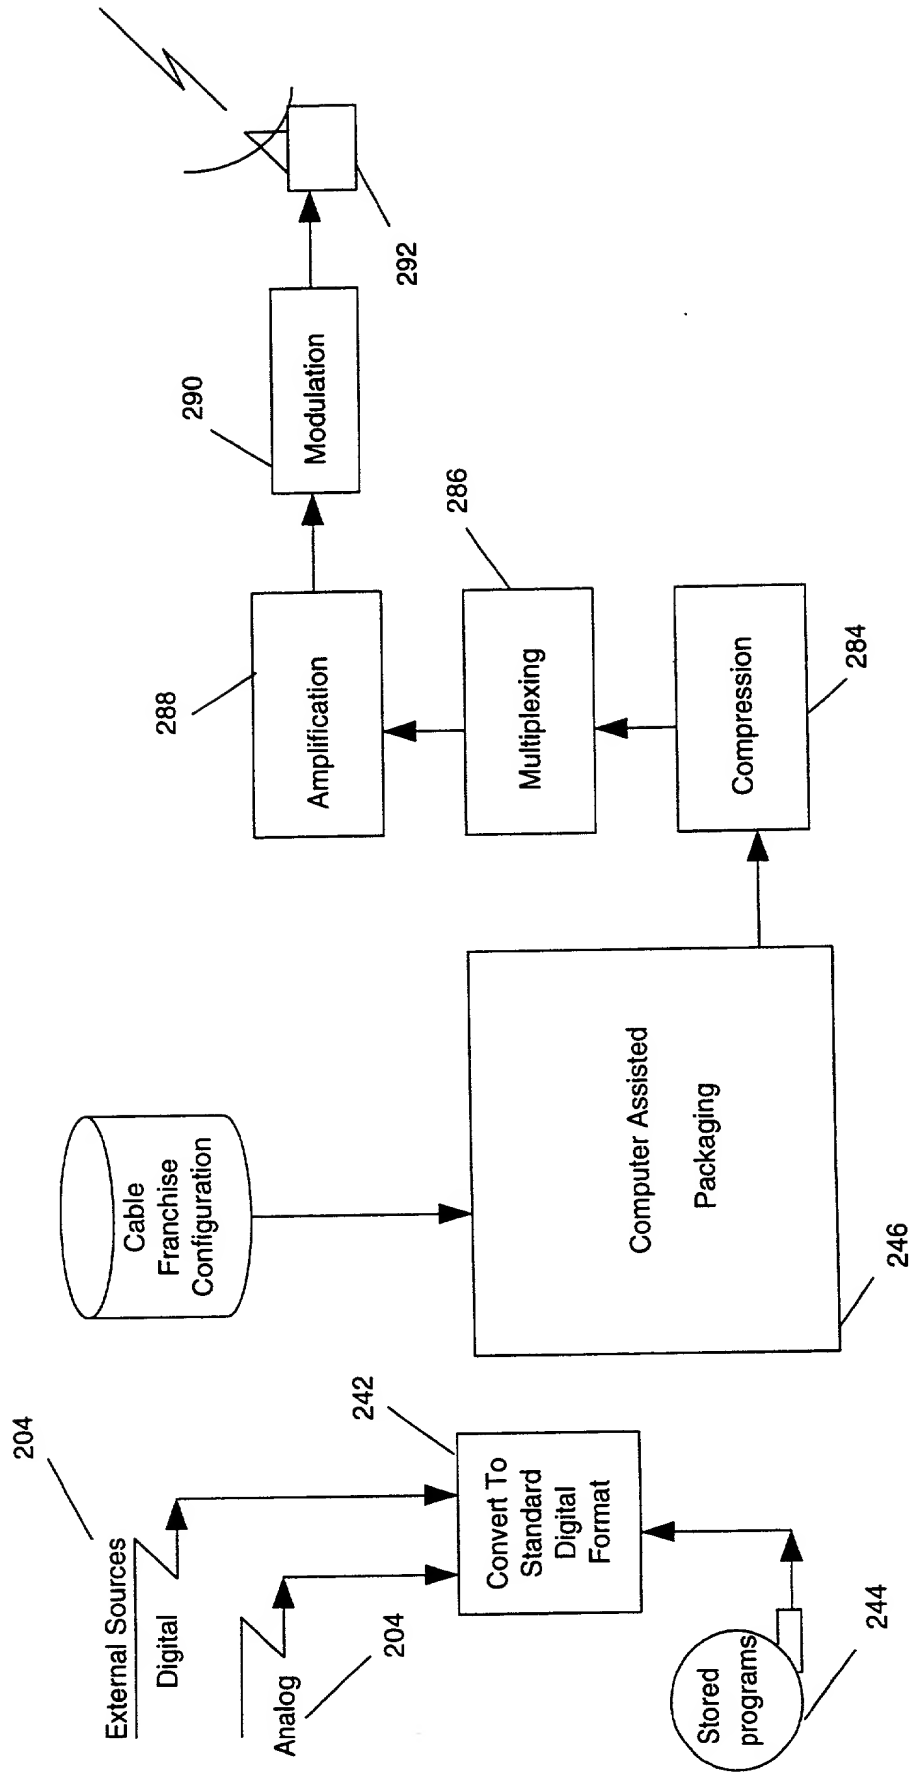 External Sources
Digital
204
Analog
204
Stored
programs
244
Convert To
Standard
Digital
Format
242
Cable
Franchise
Configuration
Computer Assisted
Packaging
246
Compression
284
Multiplexing
286
Amplification
288
Modulation
290
292